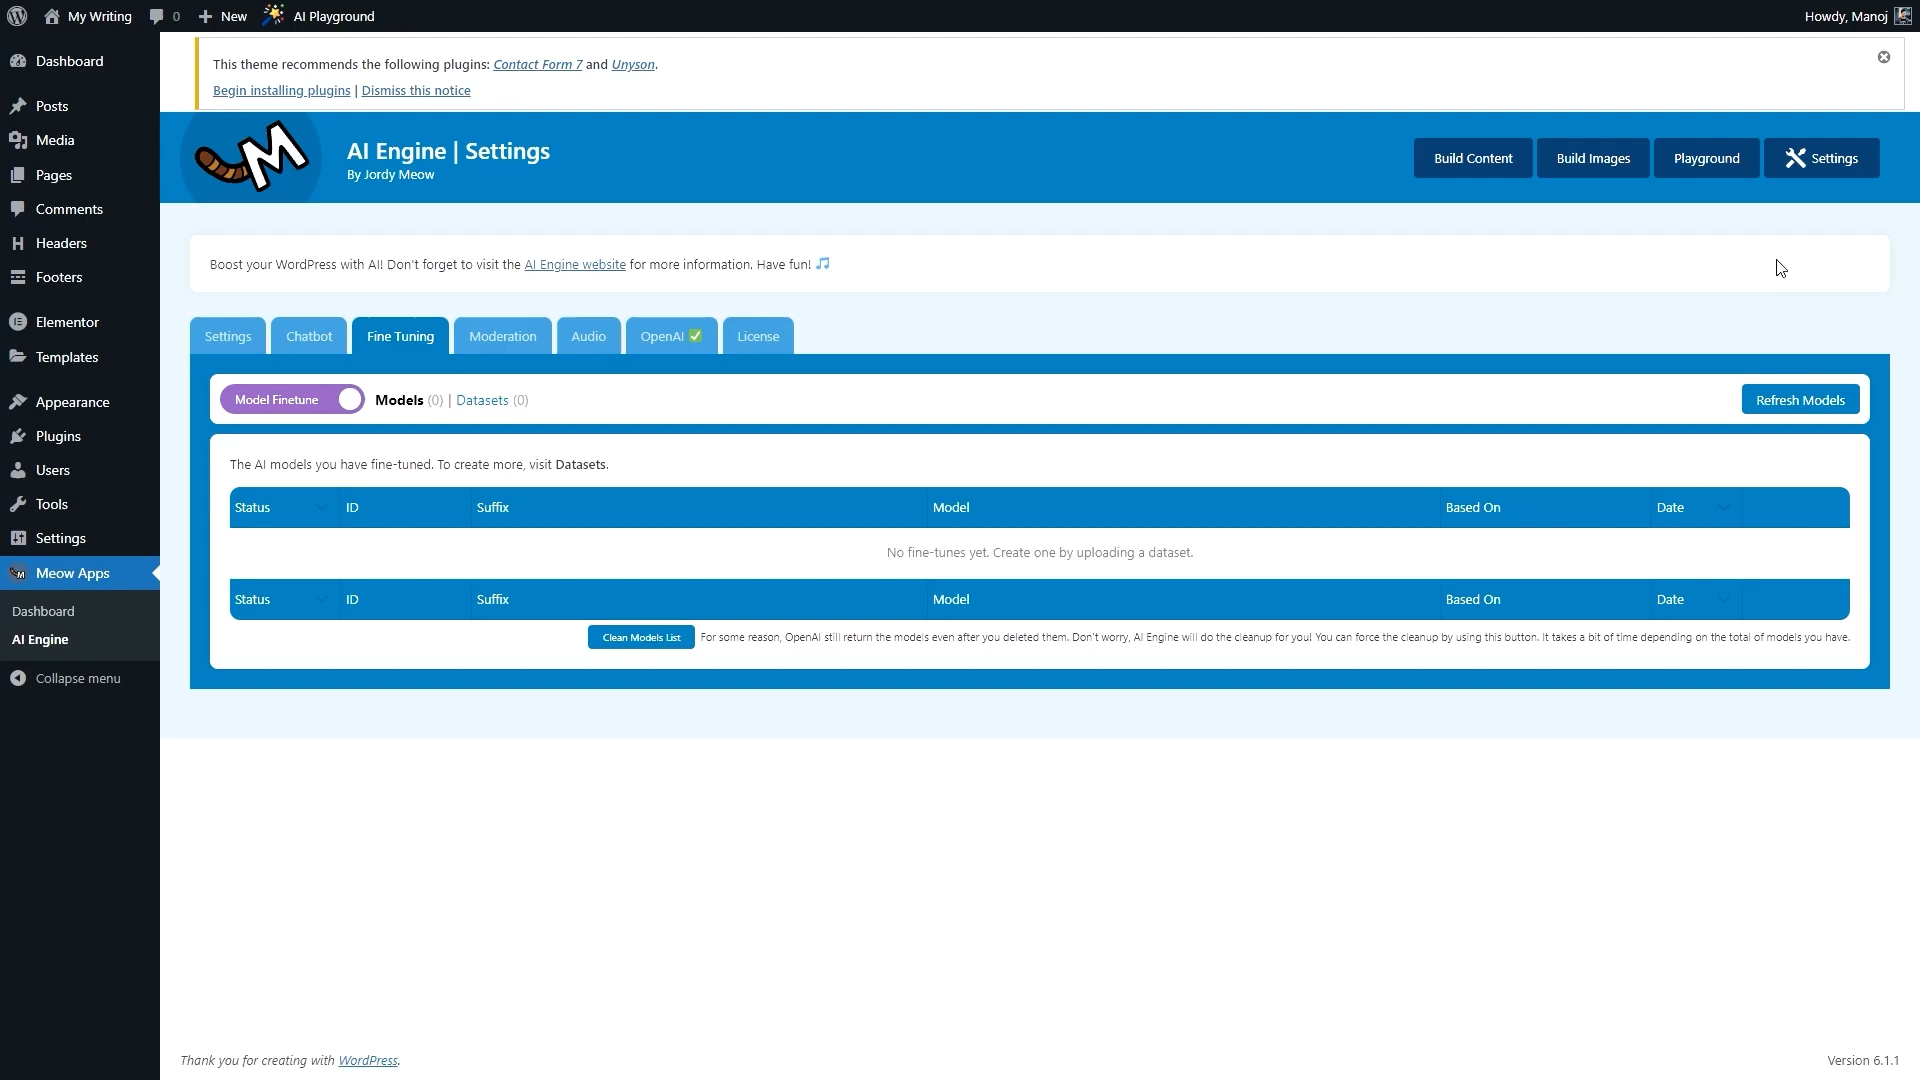 My Writing 0 New AI Playground Howdy, Manoj
Dashboard
Posts
Media
Pages
Comments
Headers
Footers
Elementor
Templates
Appearance
Plugins
Users
Tools
Settings
Meow Apps
Dashboard
AI Engine
Collapse menu
This theme recommends the following plugins: Contact Form 7 and Unyson.
Begin installing plugins | Dismiss this notice
M
AI Engine | Settings
By Jordy Meow
Build Content Build Images Playground Settings
Boost your WordPress with AI! Don't forget to visit the AI Engine website for more information. Have fun! 🎵
Settings Chatbot Fine Tuning Moderation Audio OpenAI ✅ License
Model Finetune Models (0) | Datasets (0) Refresh Models
The AI models you have fine-tuned. To create more, visit Datasets.
Status ID Suffix Model Based On Date
No fine-tunes yet. Create one by uploading a dataset.
Status ID Suffix Model Based On Date
Clean Models List For some reason, OpenAI still return the models even after you deleted them. Don't worry, AI Engine will do the cleanup for you! You can force the cleanup by using this button. It takes a bit of time depending on the total of models you have.
Thank you for creating with WordPress. Version 6.1.1